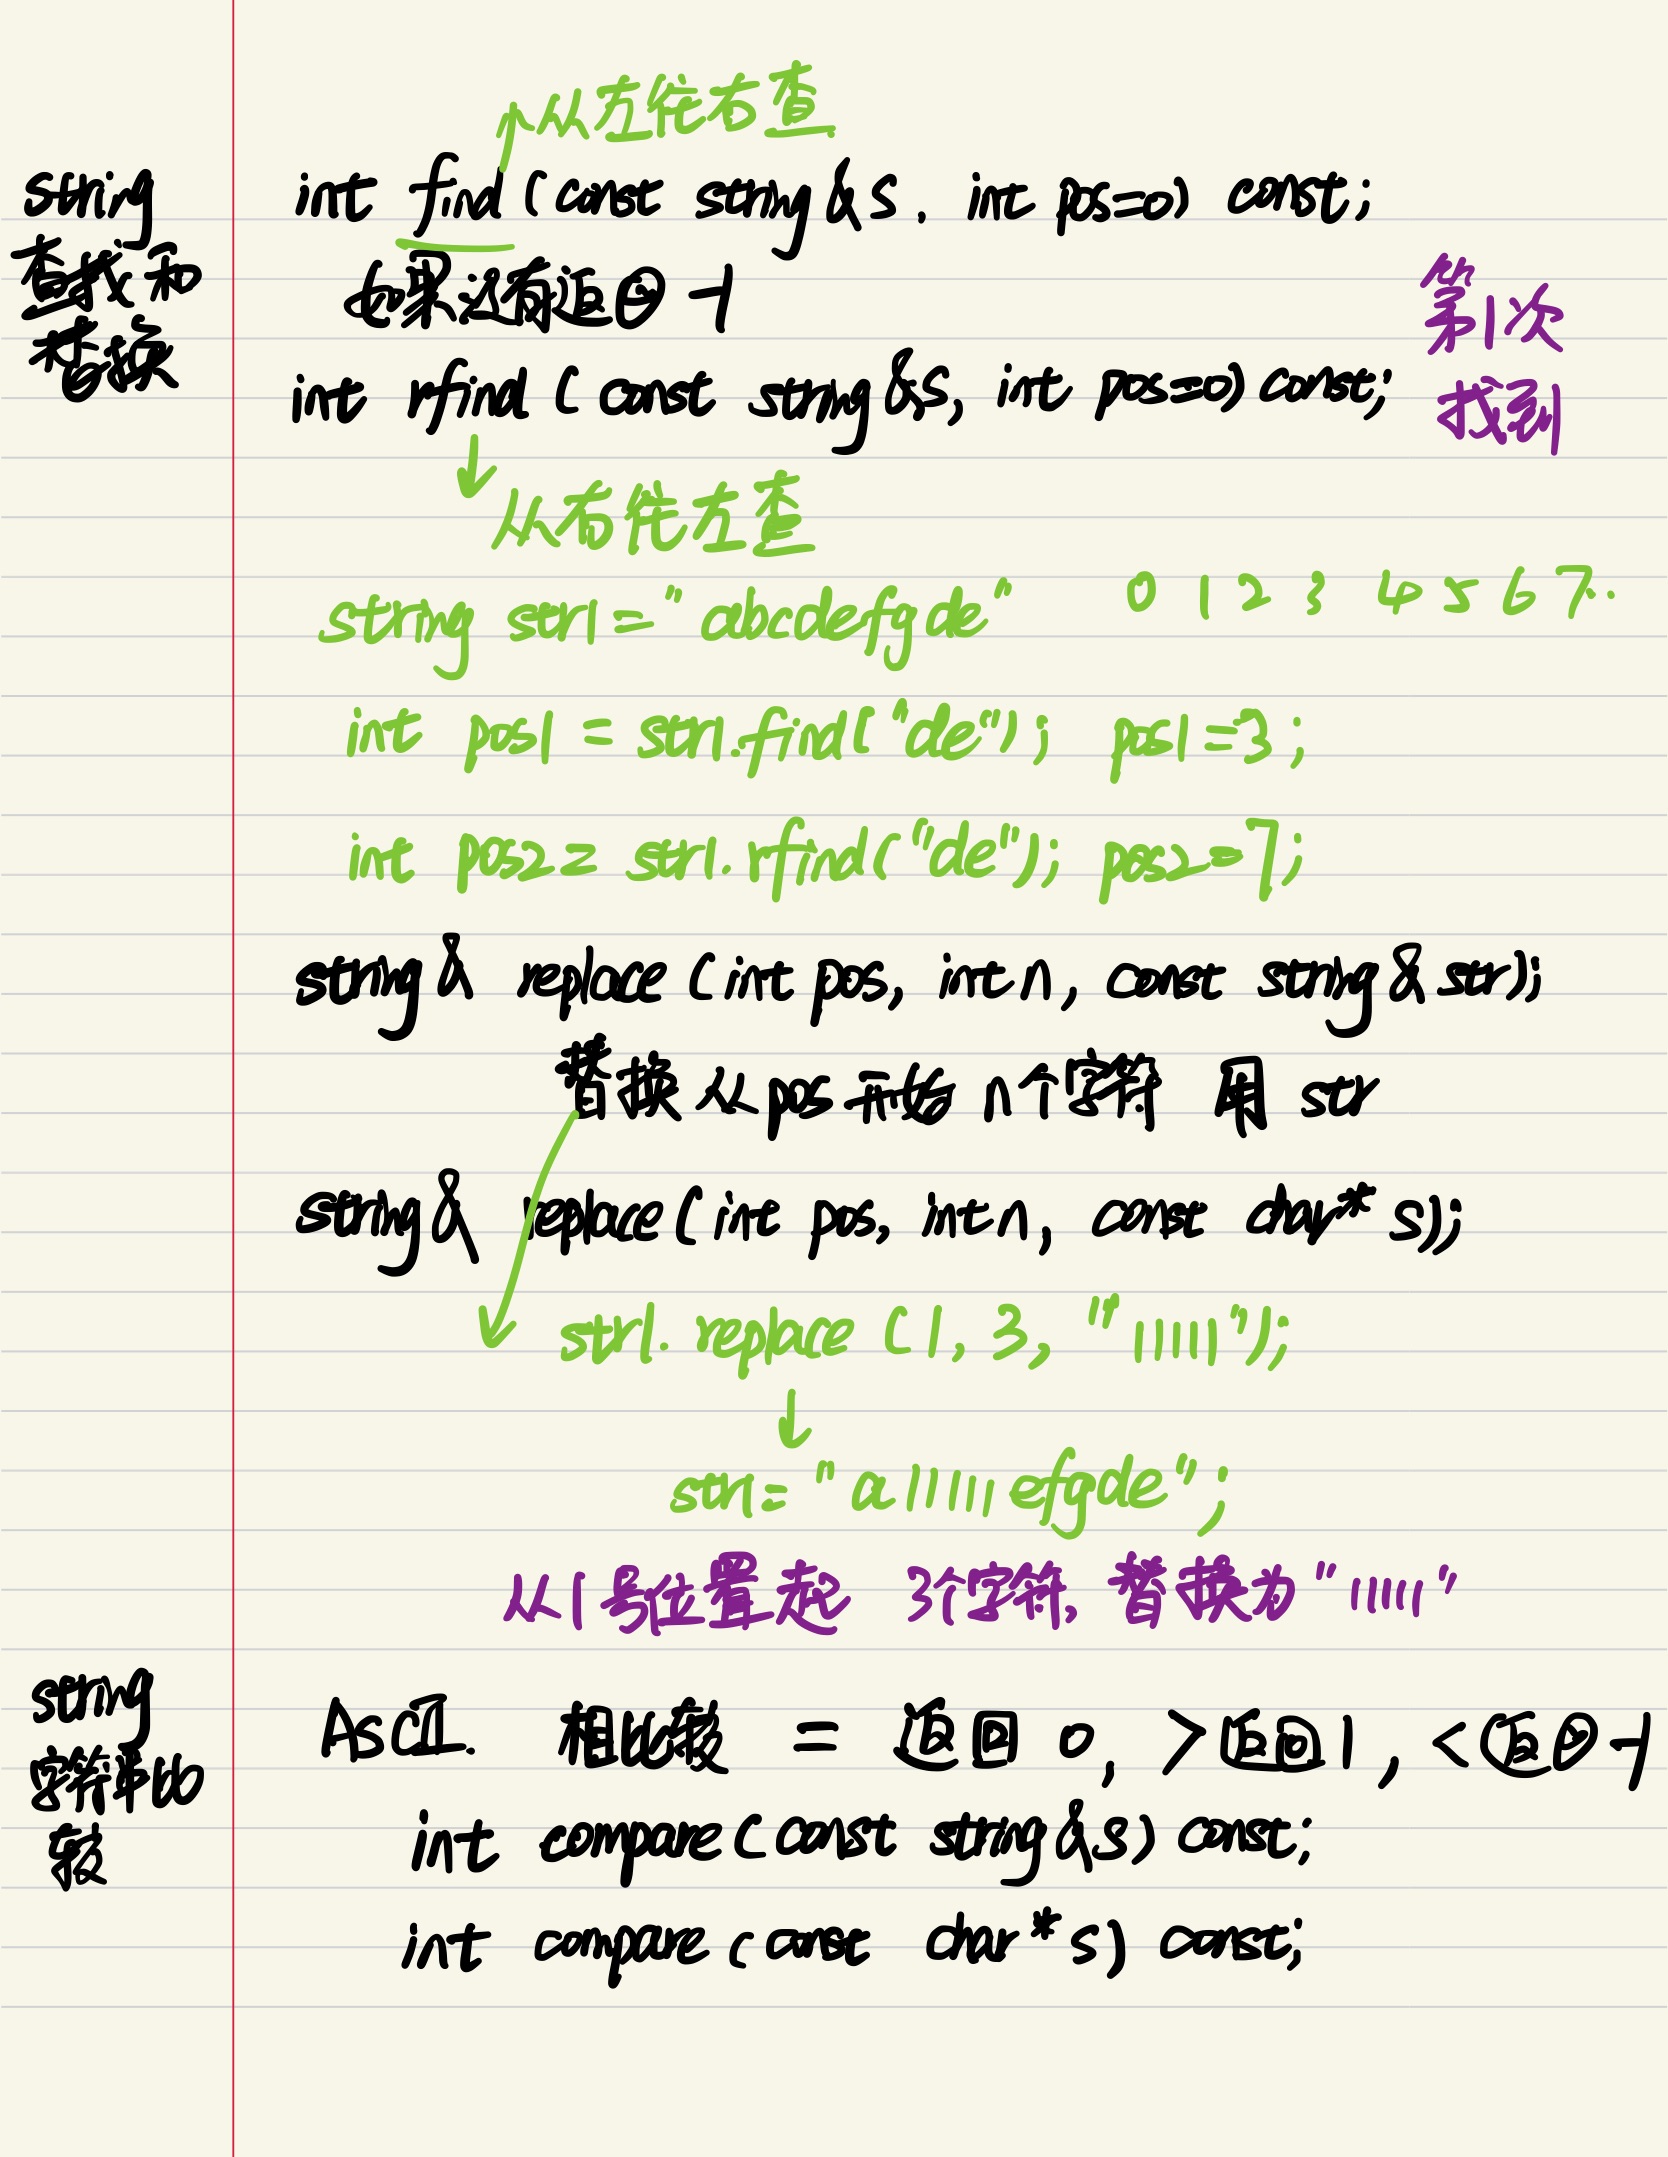 从左往右查
string 查找和替换
int find (const string &s, int pos=0) const;
如果没有返回 -1
第1次找到
int rfind (const string &s, int pos=0) const;
从右往左查
string str1 = "abcdefgde" 0 1 2 3 4 5 6 7..
int pos1 = str1.find("de"); pos1=3;
int pos2 = str1.rfind("de"); pos2=7;
string& replace (int pos, int n, const string & str);
替换从pos开始 n个字符 用 str
string& replace (int pos, int n, const char* s);
str1. replace (1, 3, "11111");
str1= "a11111efgde";
从1号位置起 3个字符, 替换为"11111"
string 字符串比较
ASCII 相比较 = 返回 0, >返回1, <返回-1
int compare (const string &s) const;
int compare (const char* s) const;